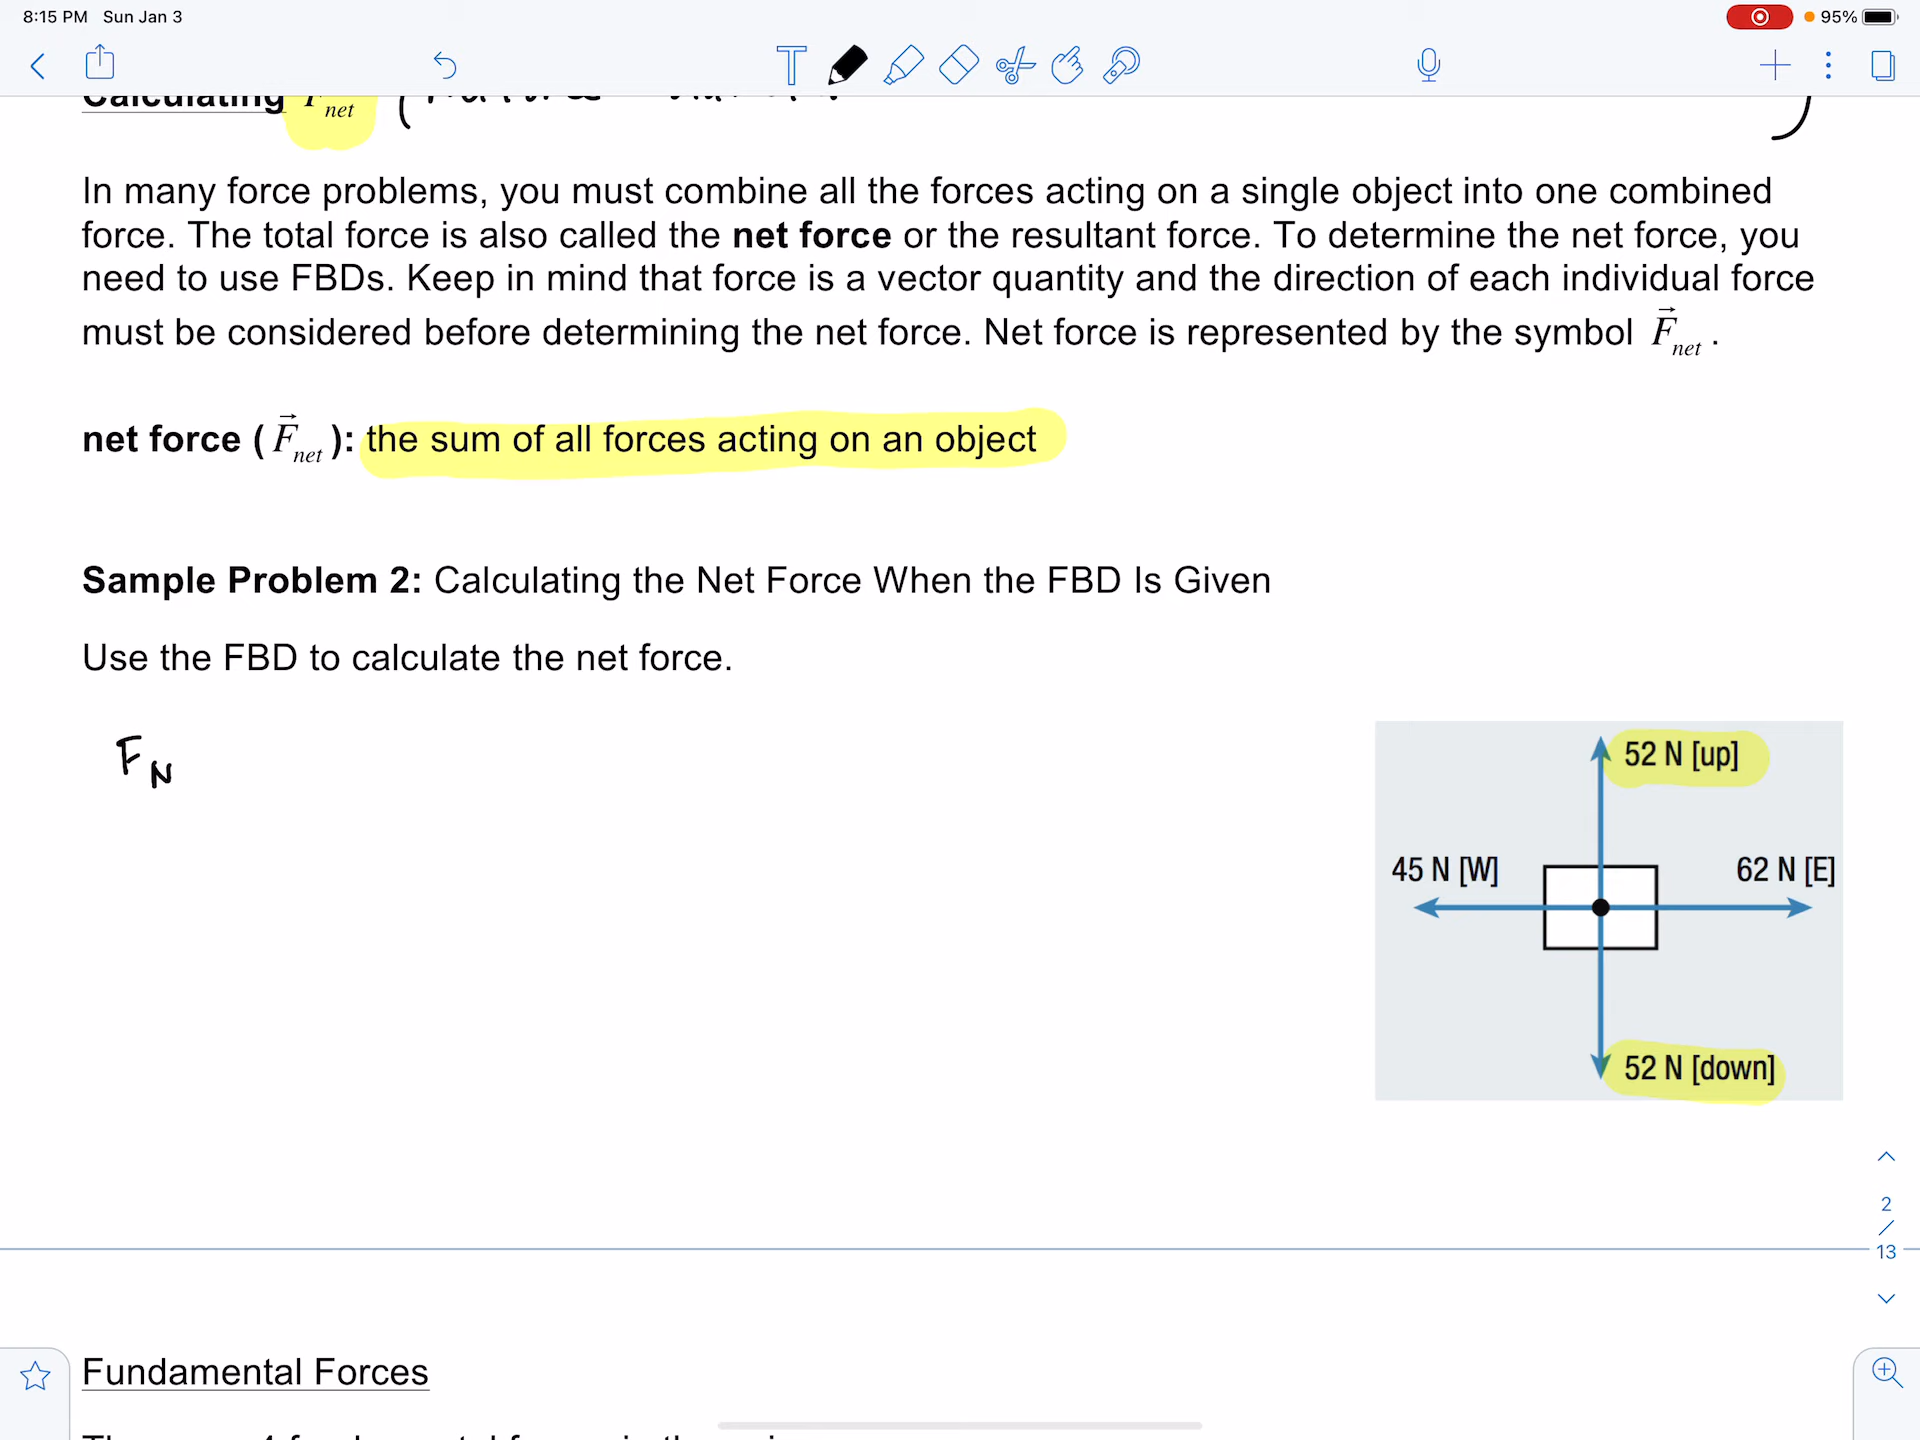 8:15 PM Sun Jan 3
95%
Calculating F net (
In many force problems, you must combine all the forces acting on a single object into one combined
force. The total force is also called the net force or the resultant force. To determine the net force, you
need to use FBDs. Keep in mind that force is a vector quantity and the direction of each individual force
must be considered before determining the net force. Net force is represented by the symbol F⃗net .
net force ( F⃗net ): the sum of all forces acting on an object
Sample Problem 2: Calculating the Net Force When the FBD Is Given
Use the FBD to calculate the net force.
FN
52 N [up]
45 N [W] 62 N [E]
52 N [down]
2
/
13
Fundamental Forces